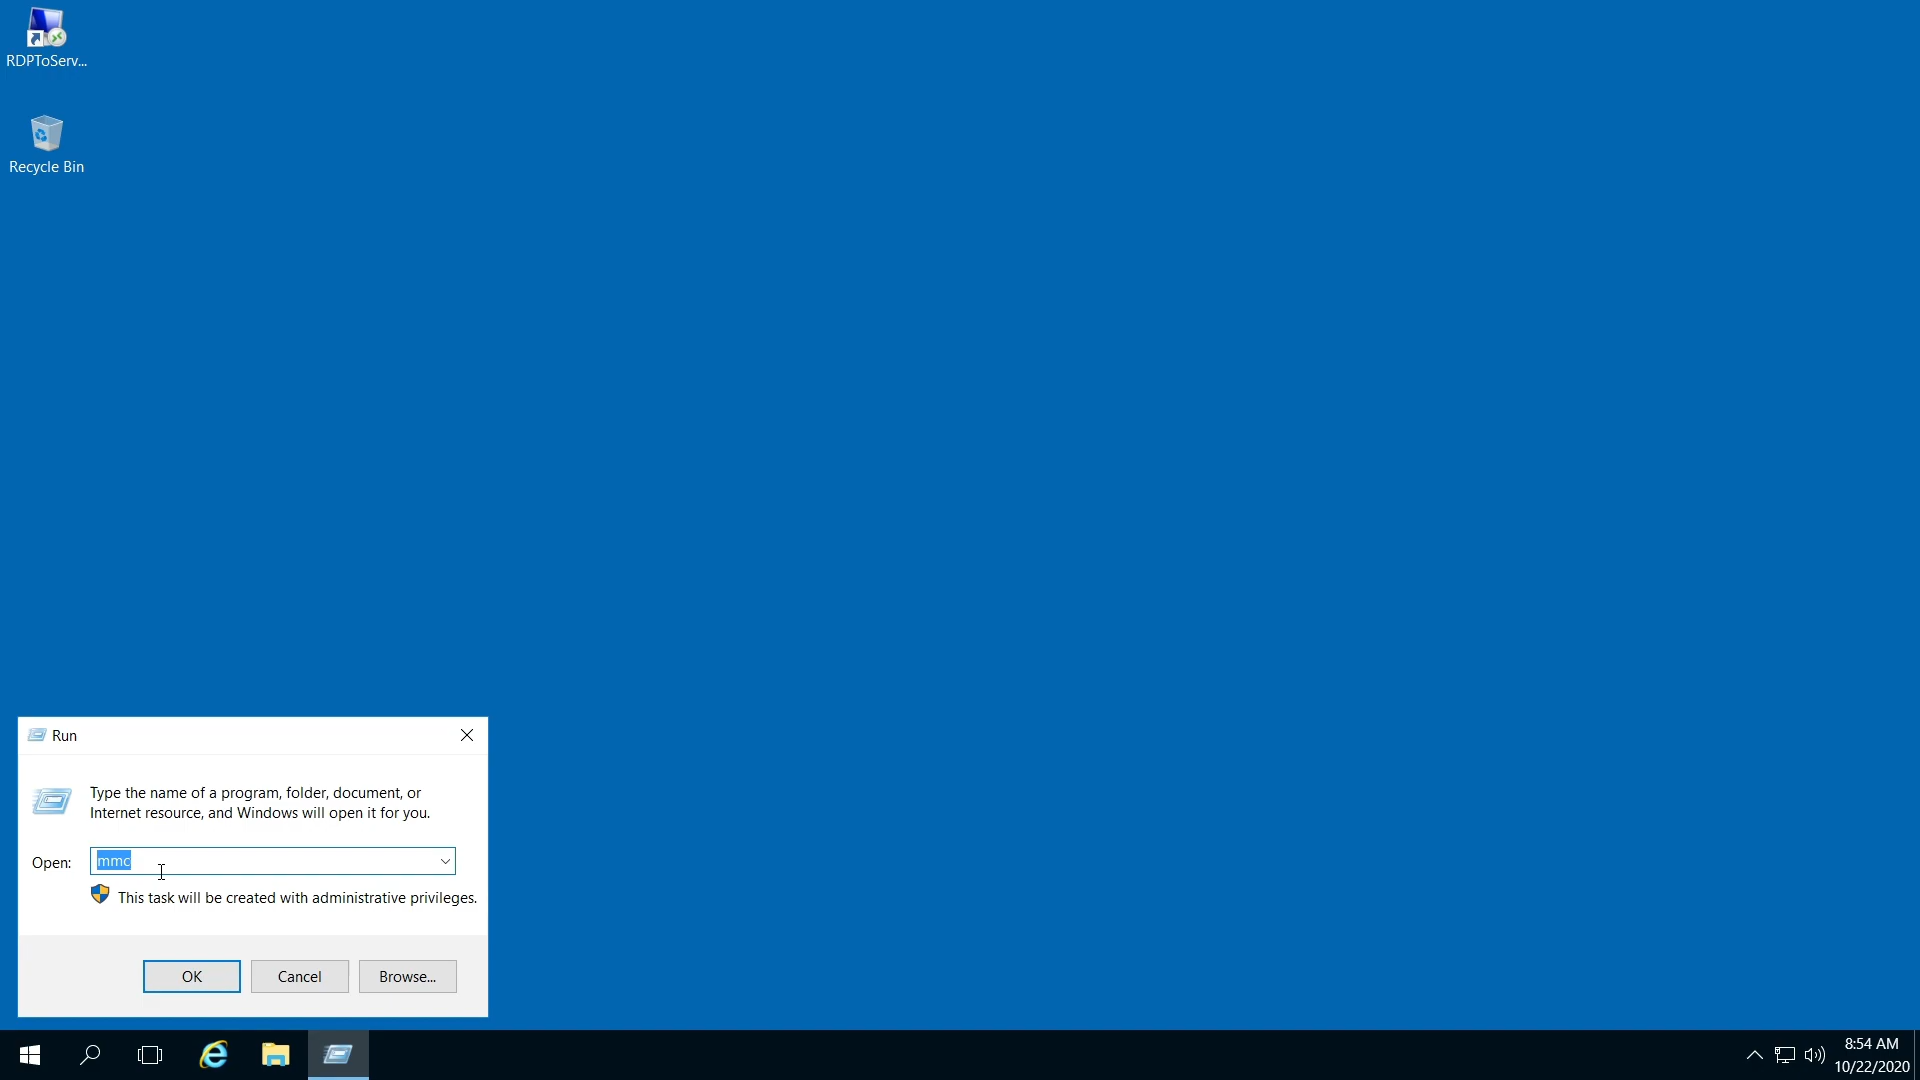 RDPToServ...
Recycle Bin
Run
Type the name of a program, folder, document, or
Internet resource, and Windows will open it for you.
Open:
mmc
This task will be created with administrative privileges.
OK
Cancel
Browse...
8:54 AM
10/22/2020